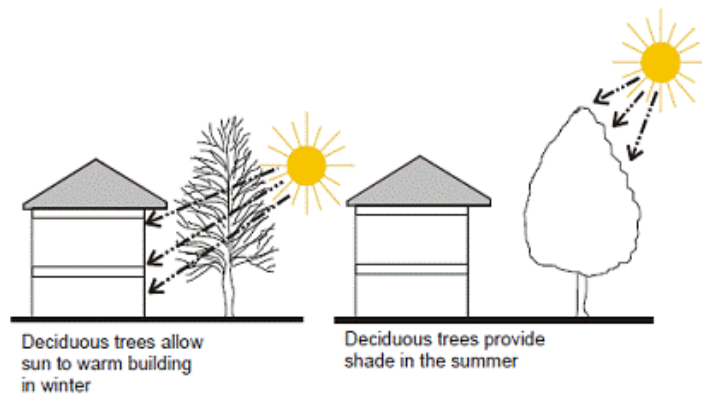 Deciduous trees allow
sun to warm building
in winter
Deciduous trees provide
shade in the summer